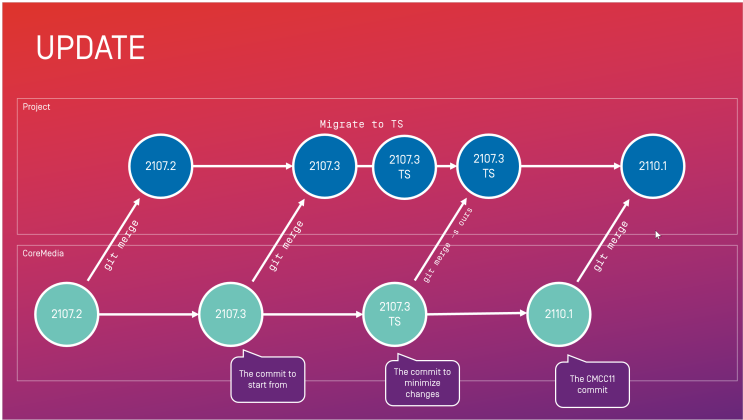 UPDATE
Project
Migrate to TS
2107.2
2107.3
2107.3
TS
2107.3
TS
2110.1
git merge
git merge
git merge -s ours
git merge
CoreMedia
2107.2
2107.3
2107.3
TS
2110.1
The commit to
start from
The commit to
minimize
changes
The CMCC11
commit